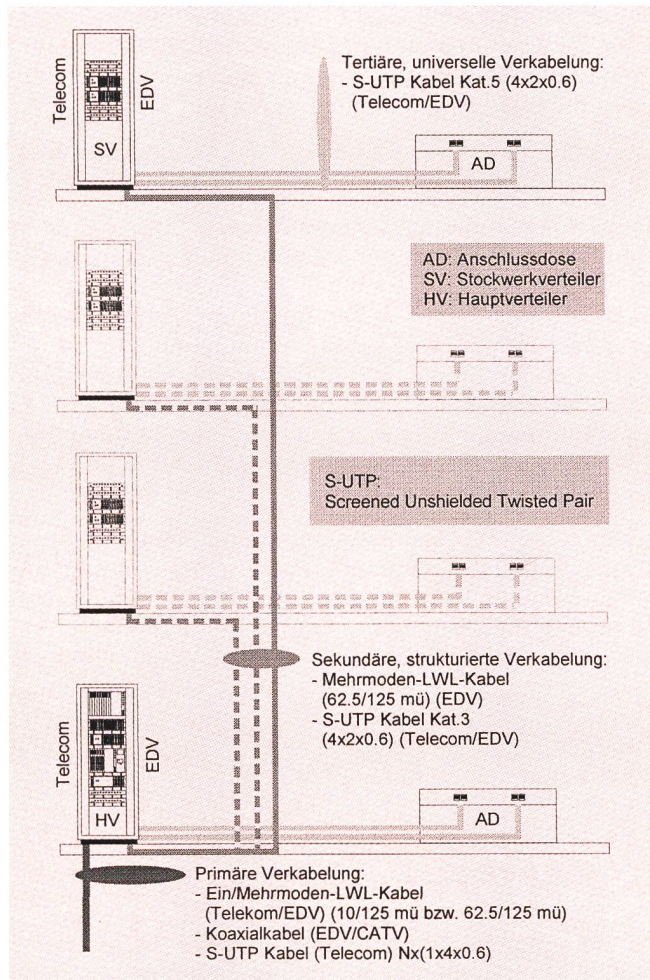 Telecom
EDV
SV
Tertiäre, universelle Verkabelung:
- S-UTP Kabel Kat.5 (4x2x0.6)
(Telecom/EDV)
AD
AD: Anschlussdose
SV: Stockwerkverteiler
HV: Hauptverteiler
S-UTP:
Screened Unshielded Twisted Pair
Sekundäre, strukturierte Verkabelung:
- Mehrmoden-LWL-Kabel
(62.5/125 mü) (EDV)
- S-UTP Kabel Kat.3
(4x2x0.6) (Telecom/EDV)
Telecom
EDV
HV
AD
Primäre Verkabelung:
- Ein/Mehrmoden-LWL-Kabel
(Telekom/EDV) (10/125 mü bzw. 62.5/125 mü)
- Koaxialkabel (EDV/CATV)
- S-UTP Kabel (Telecom) Nx(1x4x0.6)